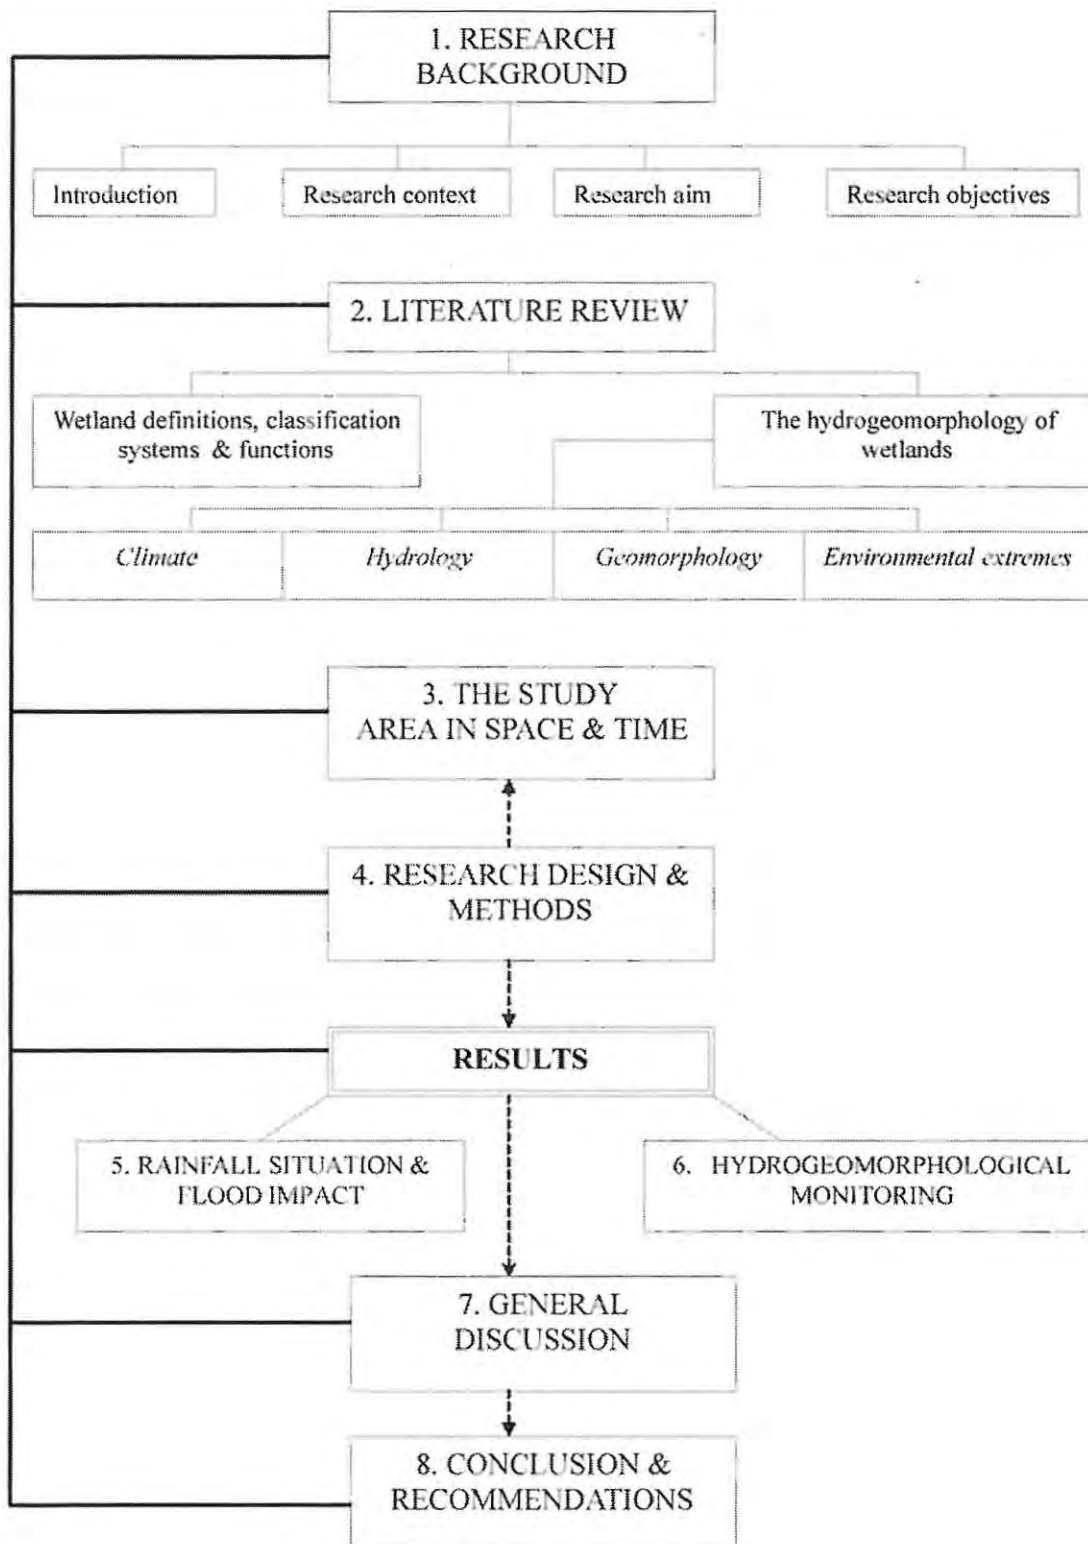 1. RESEARCH
BACKGROUND
Introduction
Research context
Research aim
Research objectives
2. LITERATURE REVIEW
Wetland definitions, classification
systems & functions
The hydrogeomorphology of
wetlands
Climate
Hydrology
Geomorphology
Environmental extremes
3. THE STUDY
AREA IN SPACE & TIME
4. RESEARCH DESIGN &
METHODS
RESULTS
5. RAINFALL SITUATION &
FLOOD IMPACT
6. HYDROGEOMORPHOLOGICAL
MONITORING
7. GENERAL
DISCUSSION
8. CONCLUSION &
RECOMMENDATIONS